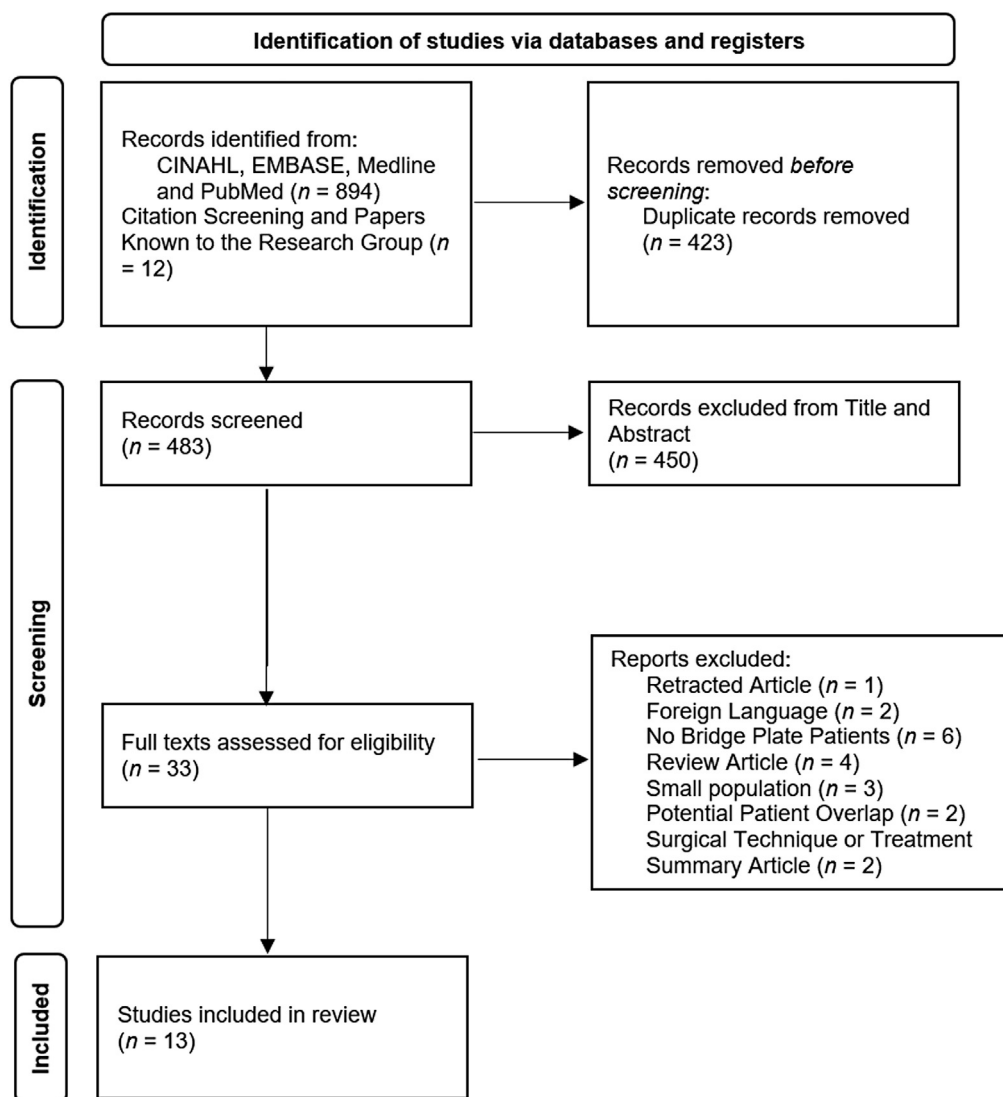 Identification of studies via databases and registers
Identification
Records identified from:
CINAHL, EMBASE, Medline
and PubMed (n = 894)
Citation Screening and Papers
Known to the Research Group (n
= 12)
Records removed before
screening:
Duplicate records removed
(n = 423)
Screening
Records screened
(n = 483)
Records excluded from Title and
Abstract
(n = 450)
Full texts assessed for eligibility
(n = 33)
Reports excluded:
Retracted Article (n = 1)
Foreign Language (n = 2)
No Bridge Plate Patients (n = 6)
Review Article (n = 4)
Small population (n = 3)
Potential Patient Overlap (n = 2)
Surgical Technique or Treatment
Summary Article (n = 2)
Included
Studies included in review
(n = 13)